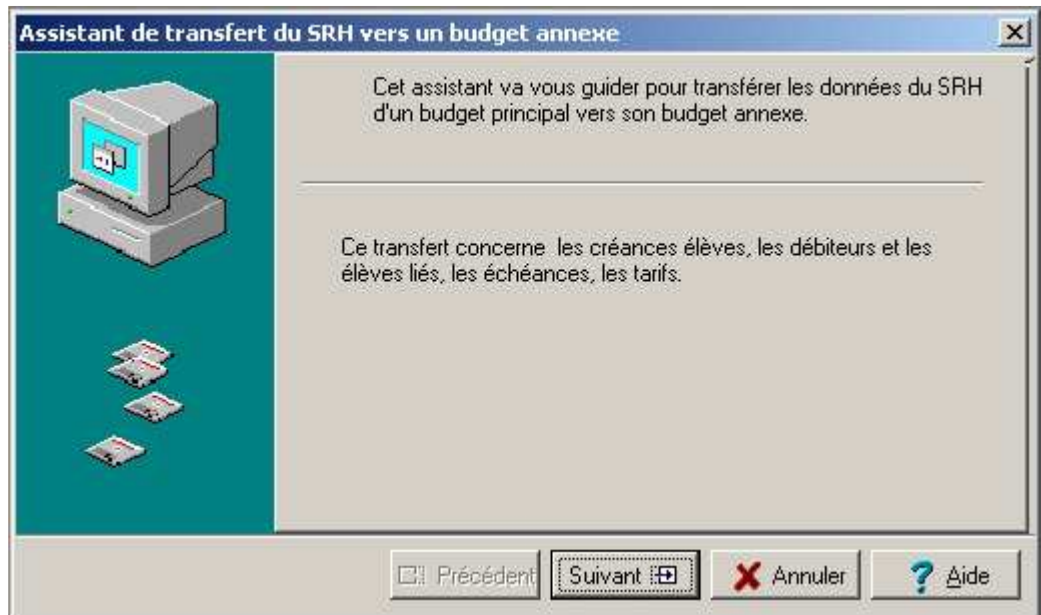 Assistant de transfert du SRH vers un budget annexe
Cet assistant va vous guider pour transférer les données du SRH
d'un budget principal vers son budget annexe.
Ce transfert concerne les créances élèves, les débiteurs et les
élèves liés, les échéances, les tarifs.
Précédent Suivant Annuler Aide